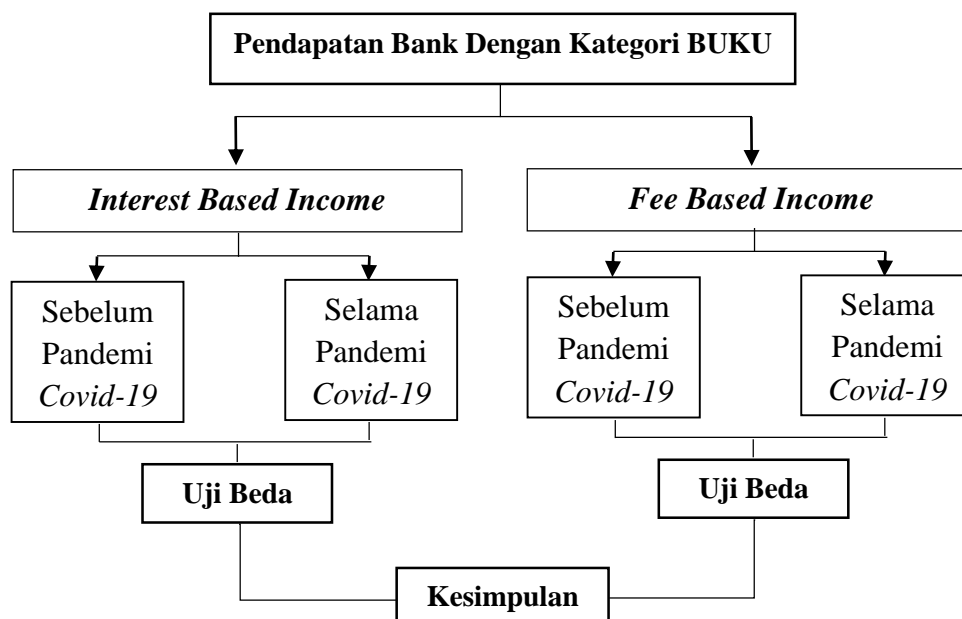 Pendapatan Bank Dengan Kategori BUKU
Interest Based Income
Fee Based Income
Sebelum
Pandemi
Covid-19
Selama
Pandemi
Covid-19
Sebelum
Pandemi
Covid-19
Selama
Pandemi
Covid-19
Uji Beda
Uji Beda
Kesimpulan